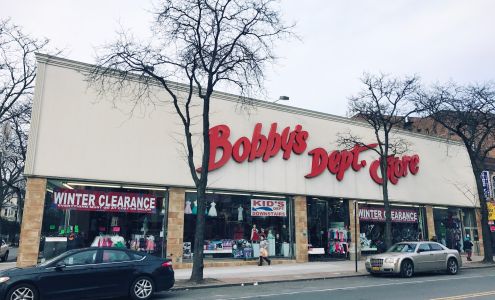 Bobby's Dept. Store
WINTER CLEARANCE
KID'S
DOWNSTAIRS
WINTER CLEARANCE